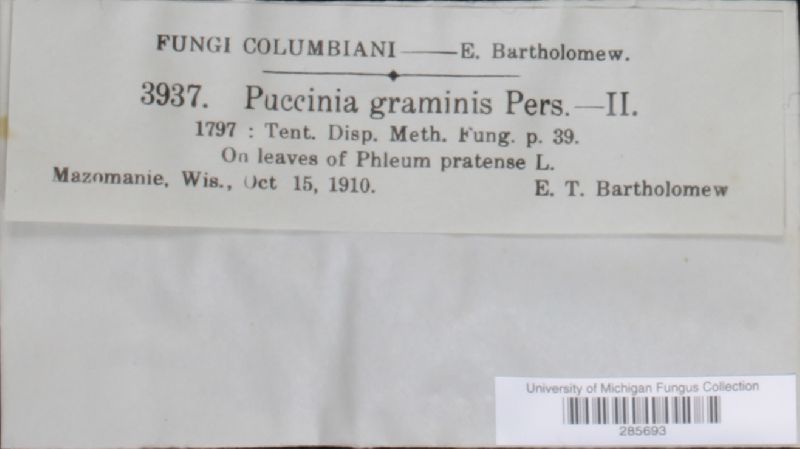 FUNGI COLUMBIANI——E. Bartholomew.
3937. Puccinia graminis Pers.—II.
1797 : Tent. Disp. Meth. Fung. p. 39.
On leaves of Phleum pratense L.
Mazomanie, Wis., Oct 15, 1910. E. T. Bartholomew
University of Michigan Fungus Collection
285693